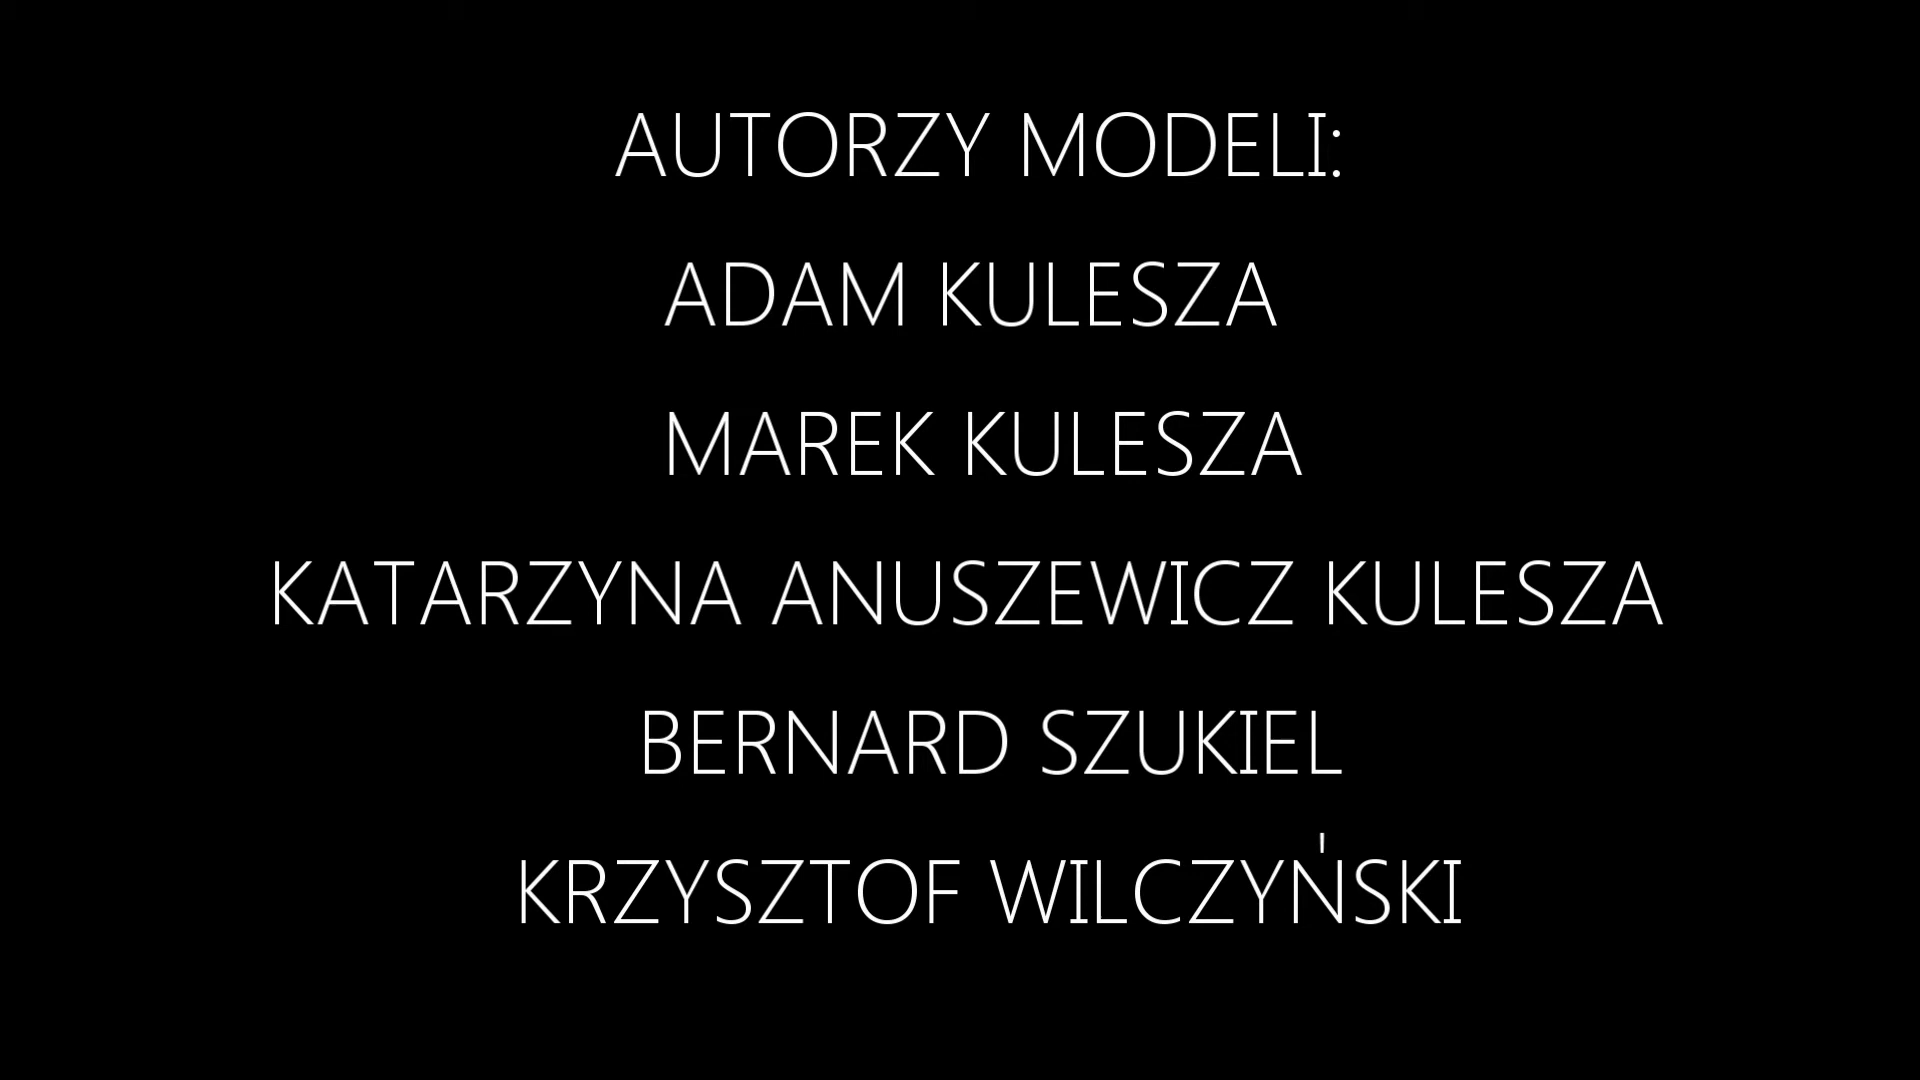 AUTORZY MODELI:
ADAM KULESZA
MAREK KULESZA
KATARZYNA ANUSZEWICZ KULESZA
BERNARD SZUKIEL
KRZYSZTOF WILCZYŃSKI